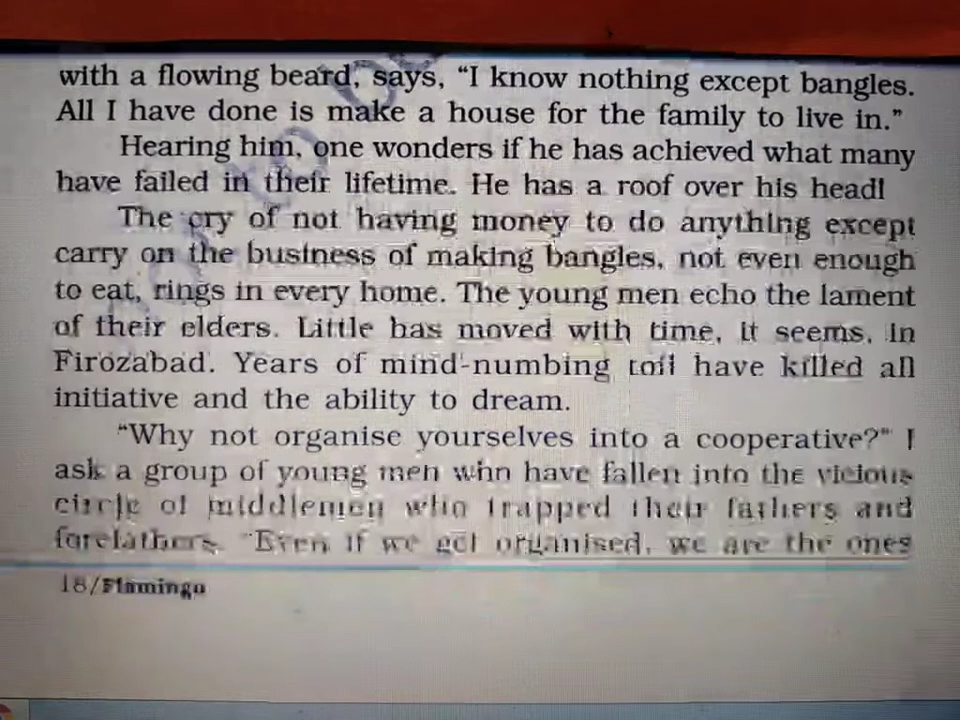 with a flowing beard, says, “I know nothing except bangles.
All I have done is make a house for the family to live in.”
Hearing him, one wonders if he has achieved what many
have failed in their lifetime. He has a roof over his head!
The cry of not having money to do anything except
carry on the business of making bangles, not even enough
to eat, rings in every home. The young men echo the lament
of their elders. Little has moved with time, it seems, in
Firozabad. Years of mind-numbing toil have killed all
initiative and the ability to dream.
“Why not organise yourselves into a cooperative?” I
ask a group of young men who have fallen into the vicious
circle of middlemen who trapped their fathers and
forefathers. “Even if we get organised, we are the ones
18/Flamingo